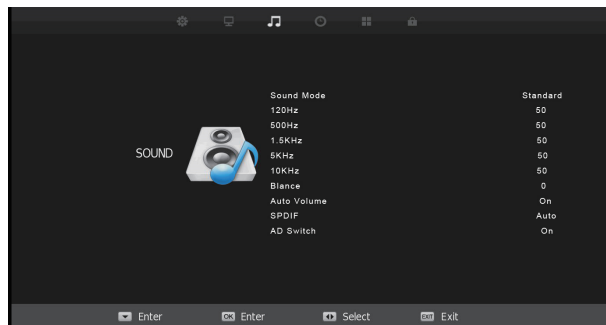 SOUND
Sound Mode Standard
120Hz 50
500Hz 50
1.5KHz 50
5KHz 50
10KHz 50
Blance 0
Auto Volume On
SPDIF Auto
AD Switch On
Enter OK Enter Select EXIT Exit